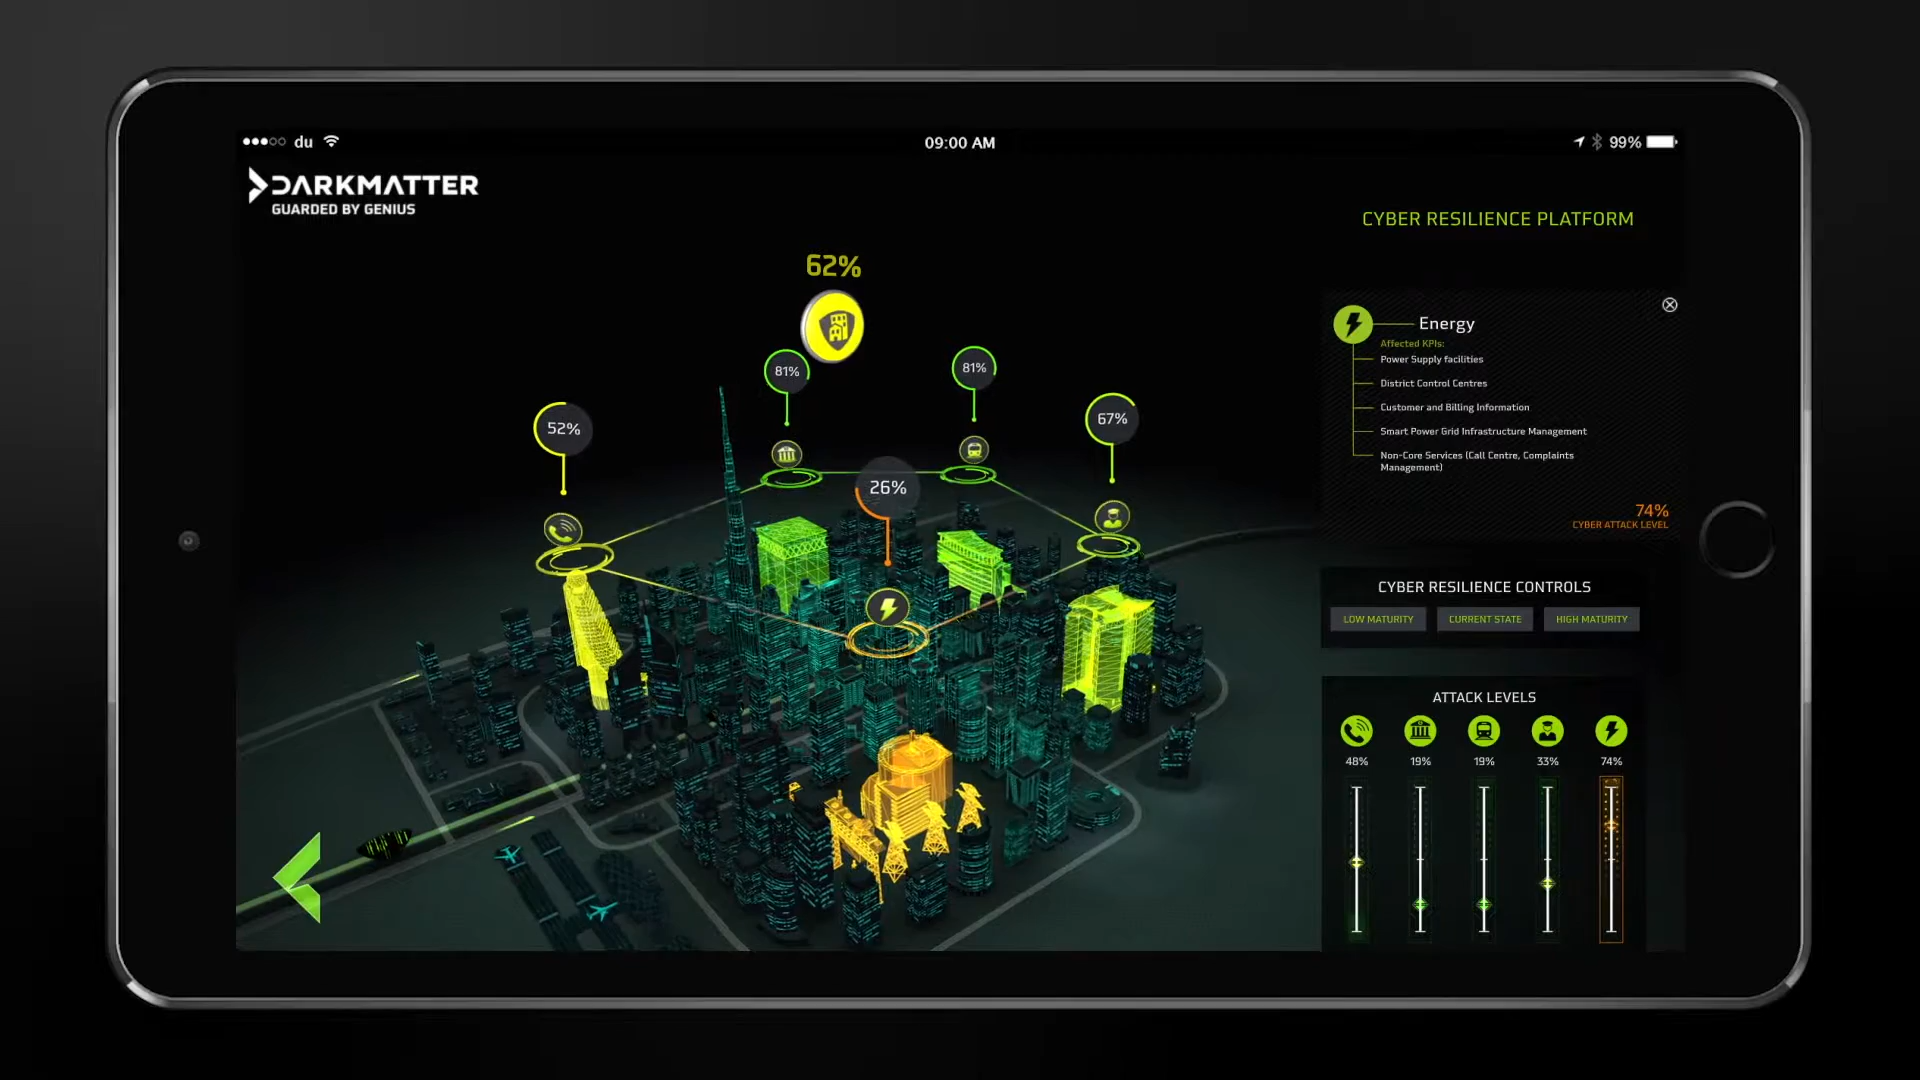 du
09:00 AM
99%
DARKMATTER
GUARDED BY GENIUS
CYBER RESILIENCE PLATFORM
62%
81%
81%
52%
67%
26%
Energy
Affected KPIs:
Power Supply facilities
District Control Centres
Customer and Billing Information
Smart Power Grid Infrastructure Management
Non-Core Services (Call Centre, Complaints
Management)
74%
CYBER ATTACK LEVEL
CYBER RESILIENCE CONTROLS
LOW MATURITY
CURRENT STATE
HIGH MATURITY
ATTACK LEVELS
48%
19%
19%
33%
74%